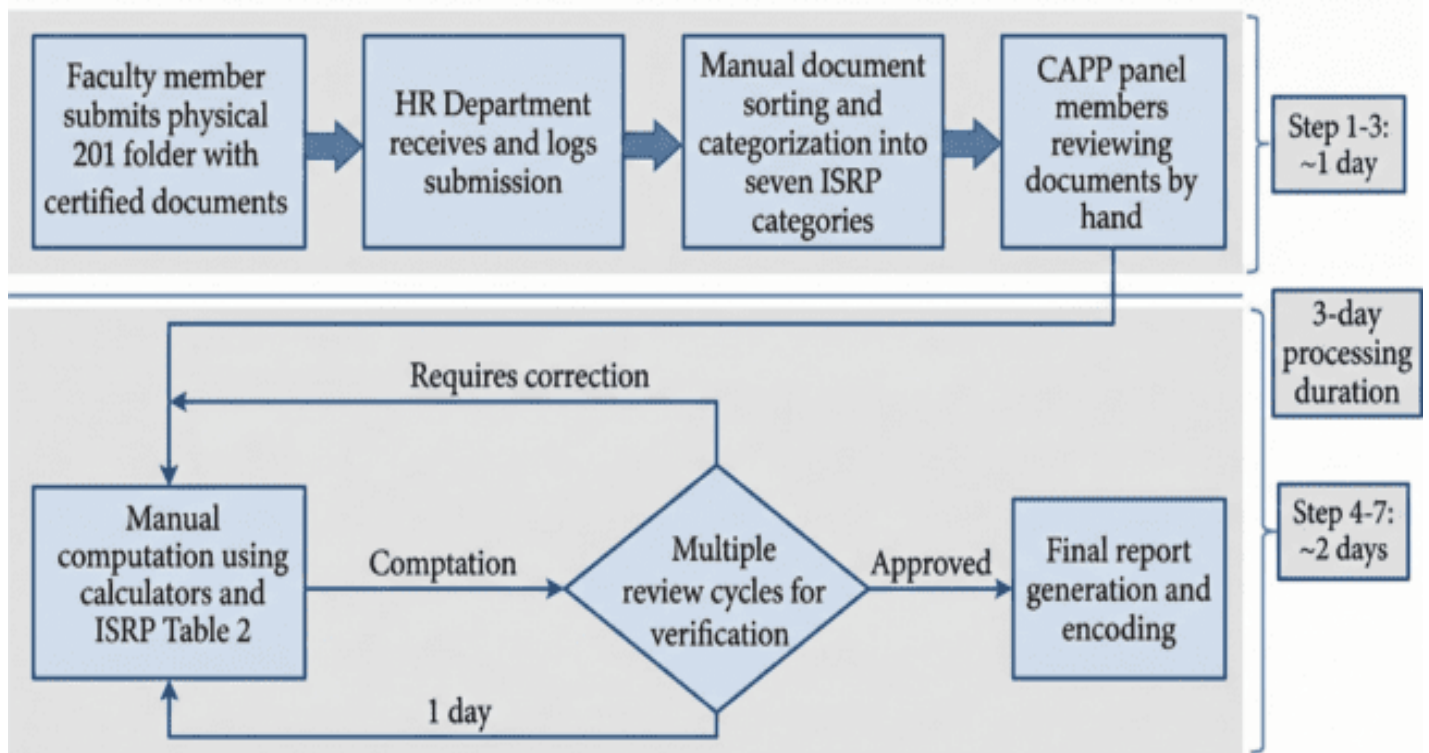 Faculty member
submits physical
201 folder with
certified documents
HR Department
receives and logs
submission
Manual document
sorting and
categorization into
seven ISRP
categories
CAPP panel
members
reviewing
documents by
hand
Step 1-3:
~1 day
3-day
processing
duration
Requires correction
Manual
computation using
calculators and
ISRP Table 2
Comptation
Multiple
review cycles for
verification
Approved
Final report
generation and
encoding
Step 4-7:
~2 days
1 day